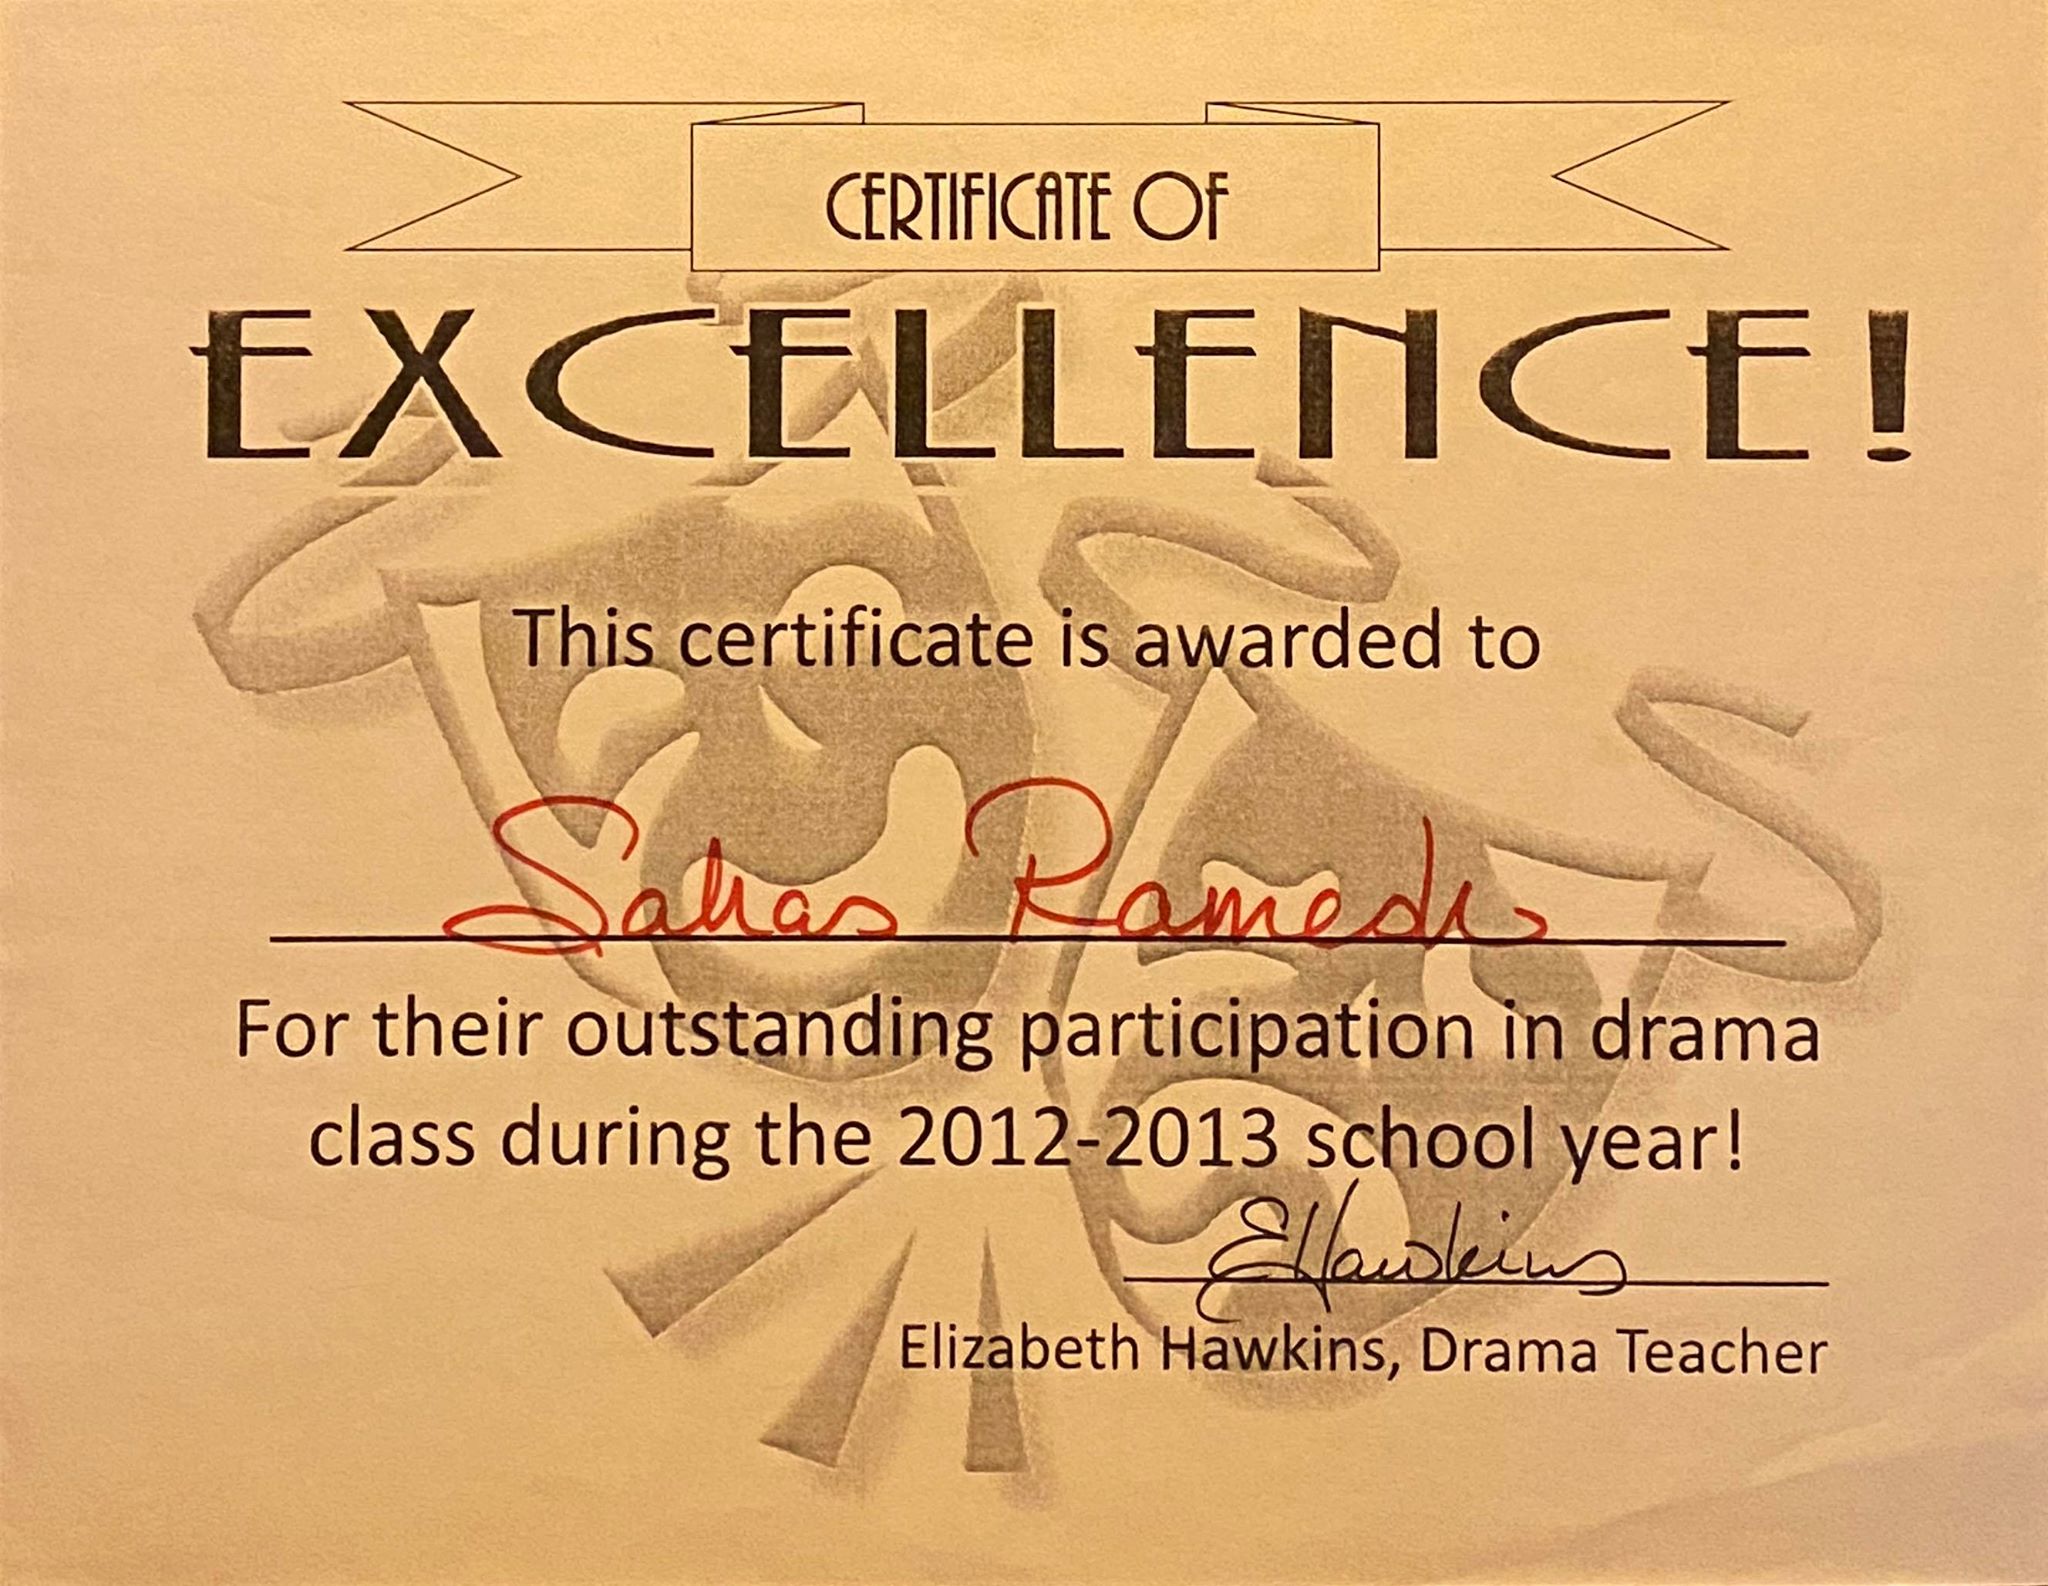 CERTIFICATE OF
EXCELLENCE!
This certificate is awarded to
Sahas Ramesh
For their outstanding participation in drama
class during the 2012-2013 school year!
EHawkins
Elizabeth Hawkins, Drama Teacher